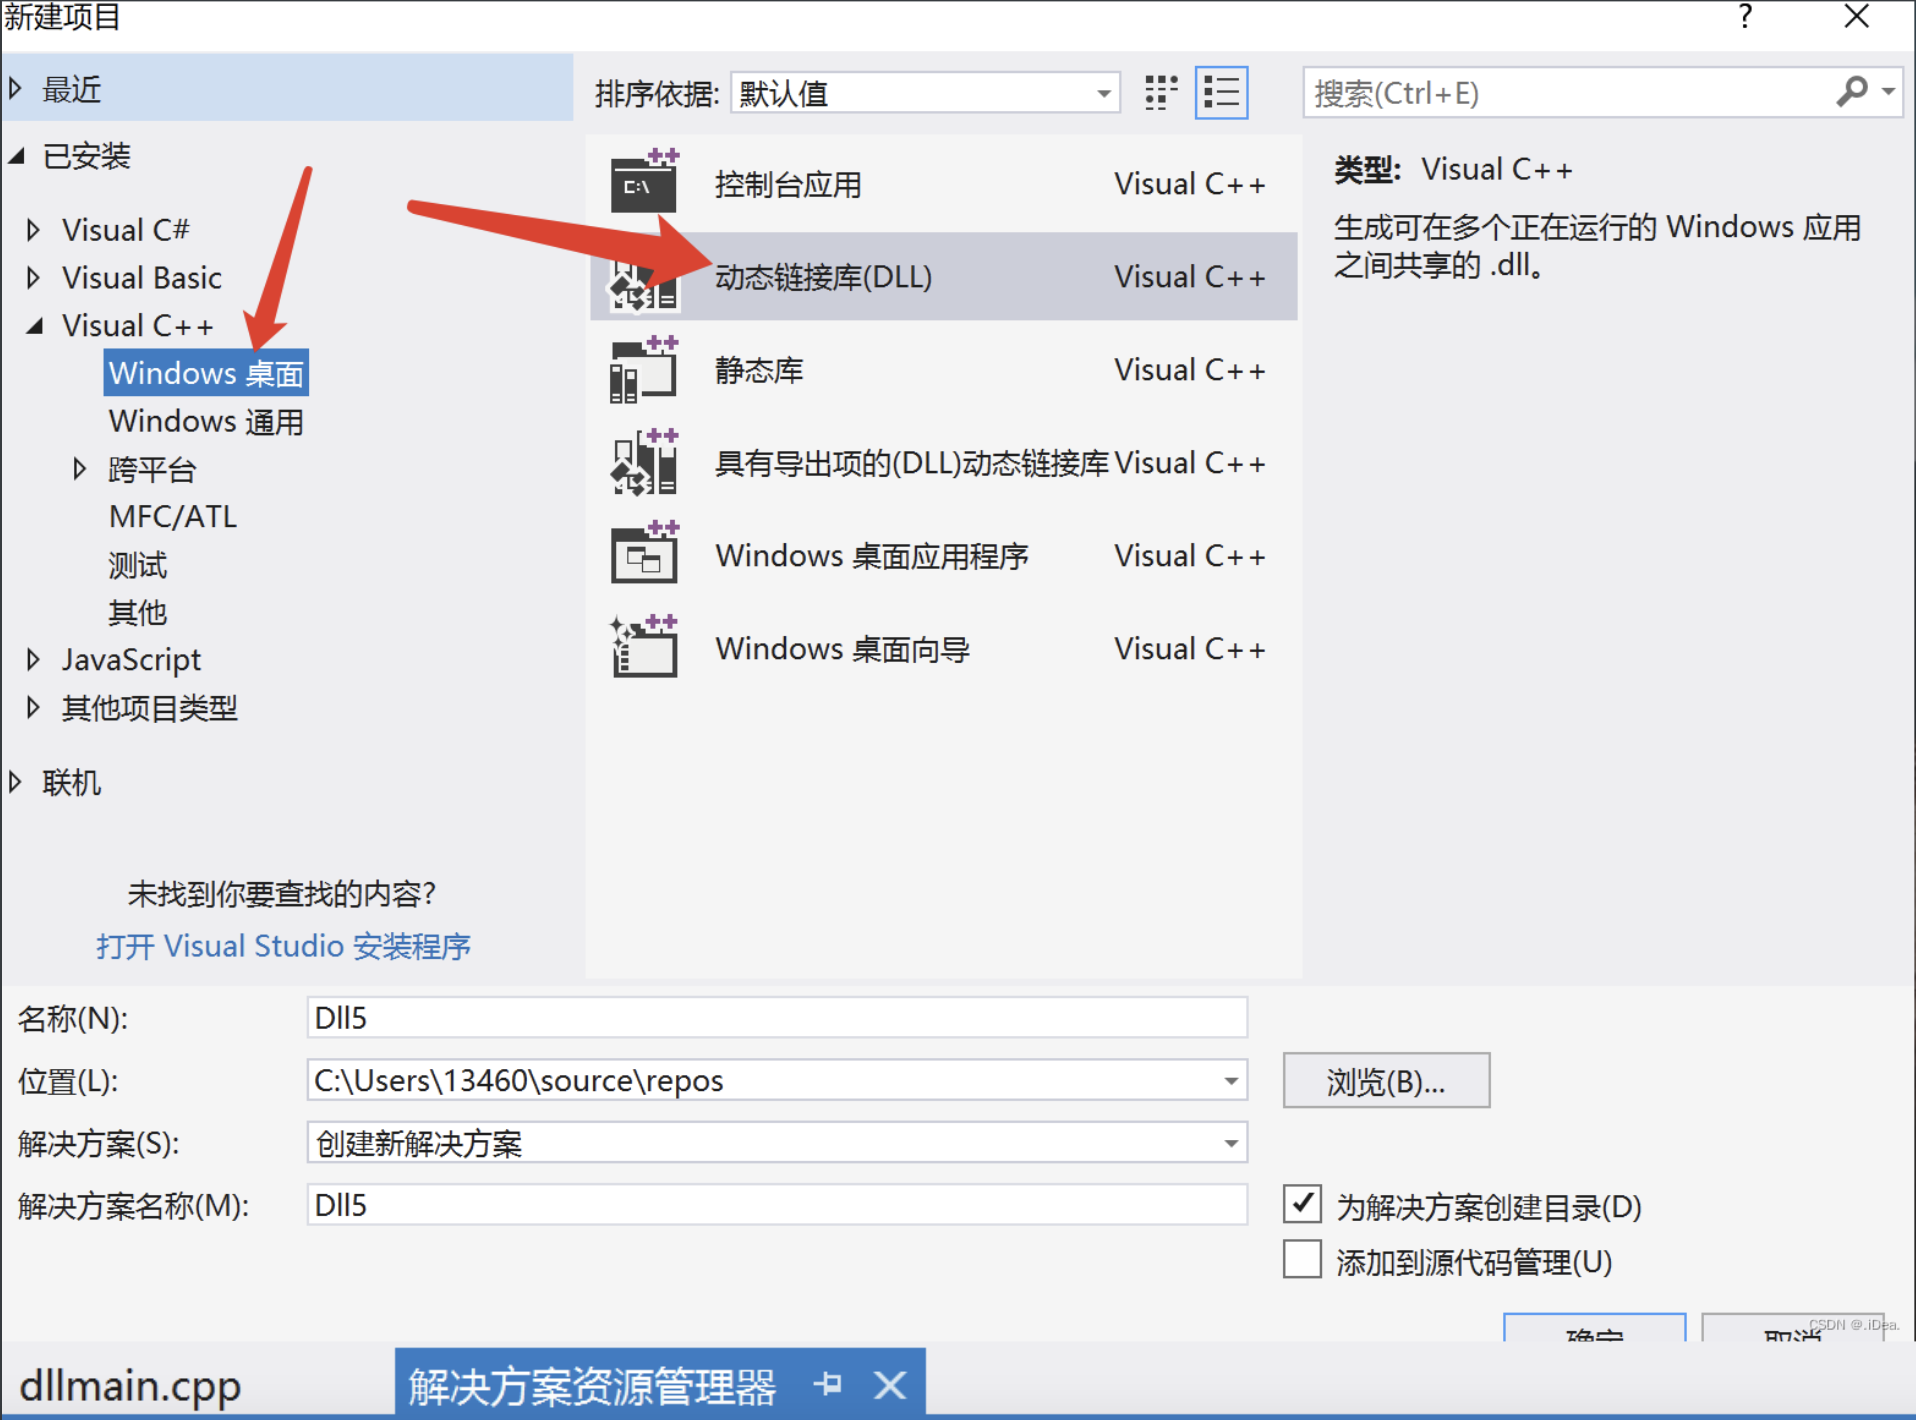 新建项目
?
最近
已安装
Visual C#
Visual Basic
Visual C++
Windows 桌面
Windows 通用
跨平台
MFC/ATL
测试
其他
JavaScript
其他项目类型
联机
未找到你要查找的内容?
打开 Visual Studio 安装程序
排序依据: 默认值
搜索(Ctrl+E)
C:\
控制台应用 Visual C++
动态链接库(DLL) Visual C++
静态库 Visual C++
具有导出项的(DLL)动态链接库 Visual C++
Windows 桌面应用程序 Visual C++
Windows 桌面向导 Visual C++
类型: Visual C++
生成可在多个正在运行的 Windows 应用
之间共享的 .dll。
名称(N): Dll5
位置(L): C:\Users\13460\source\repos
浏览(B)...
解决方案(S): 创建新解决方案
解决方案名称(M): Dll5
为解决方案创建目录(D)
添加到源代码管理(U)
确定 取消
CSDN @.iDea.
dllmain.cpp
解决方案资源管理器